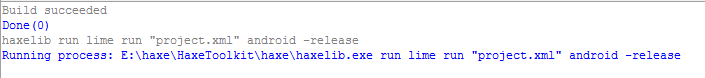 Build succeeded
Done(0)
haxelib run lime run "project.xml" android -release
Running process: E:\haxe\HaxeToolkit\haxe\haxelib.exe run lime run "project.xml" android -release